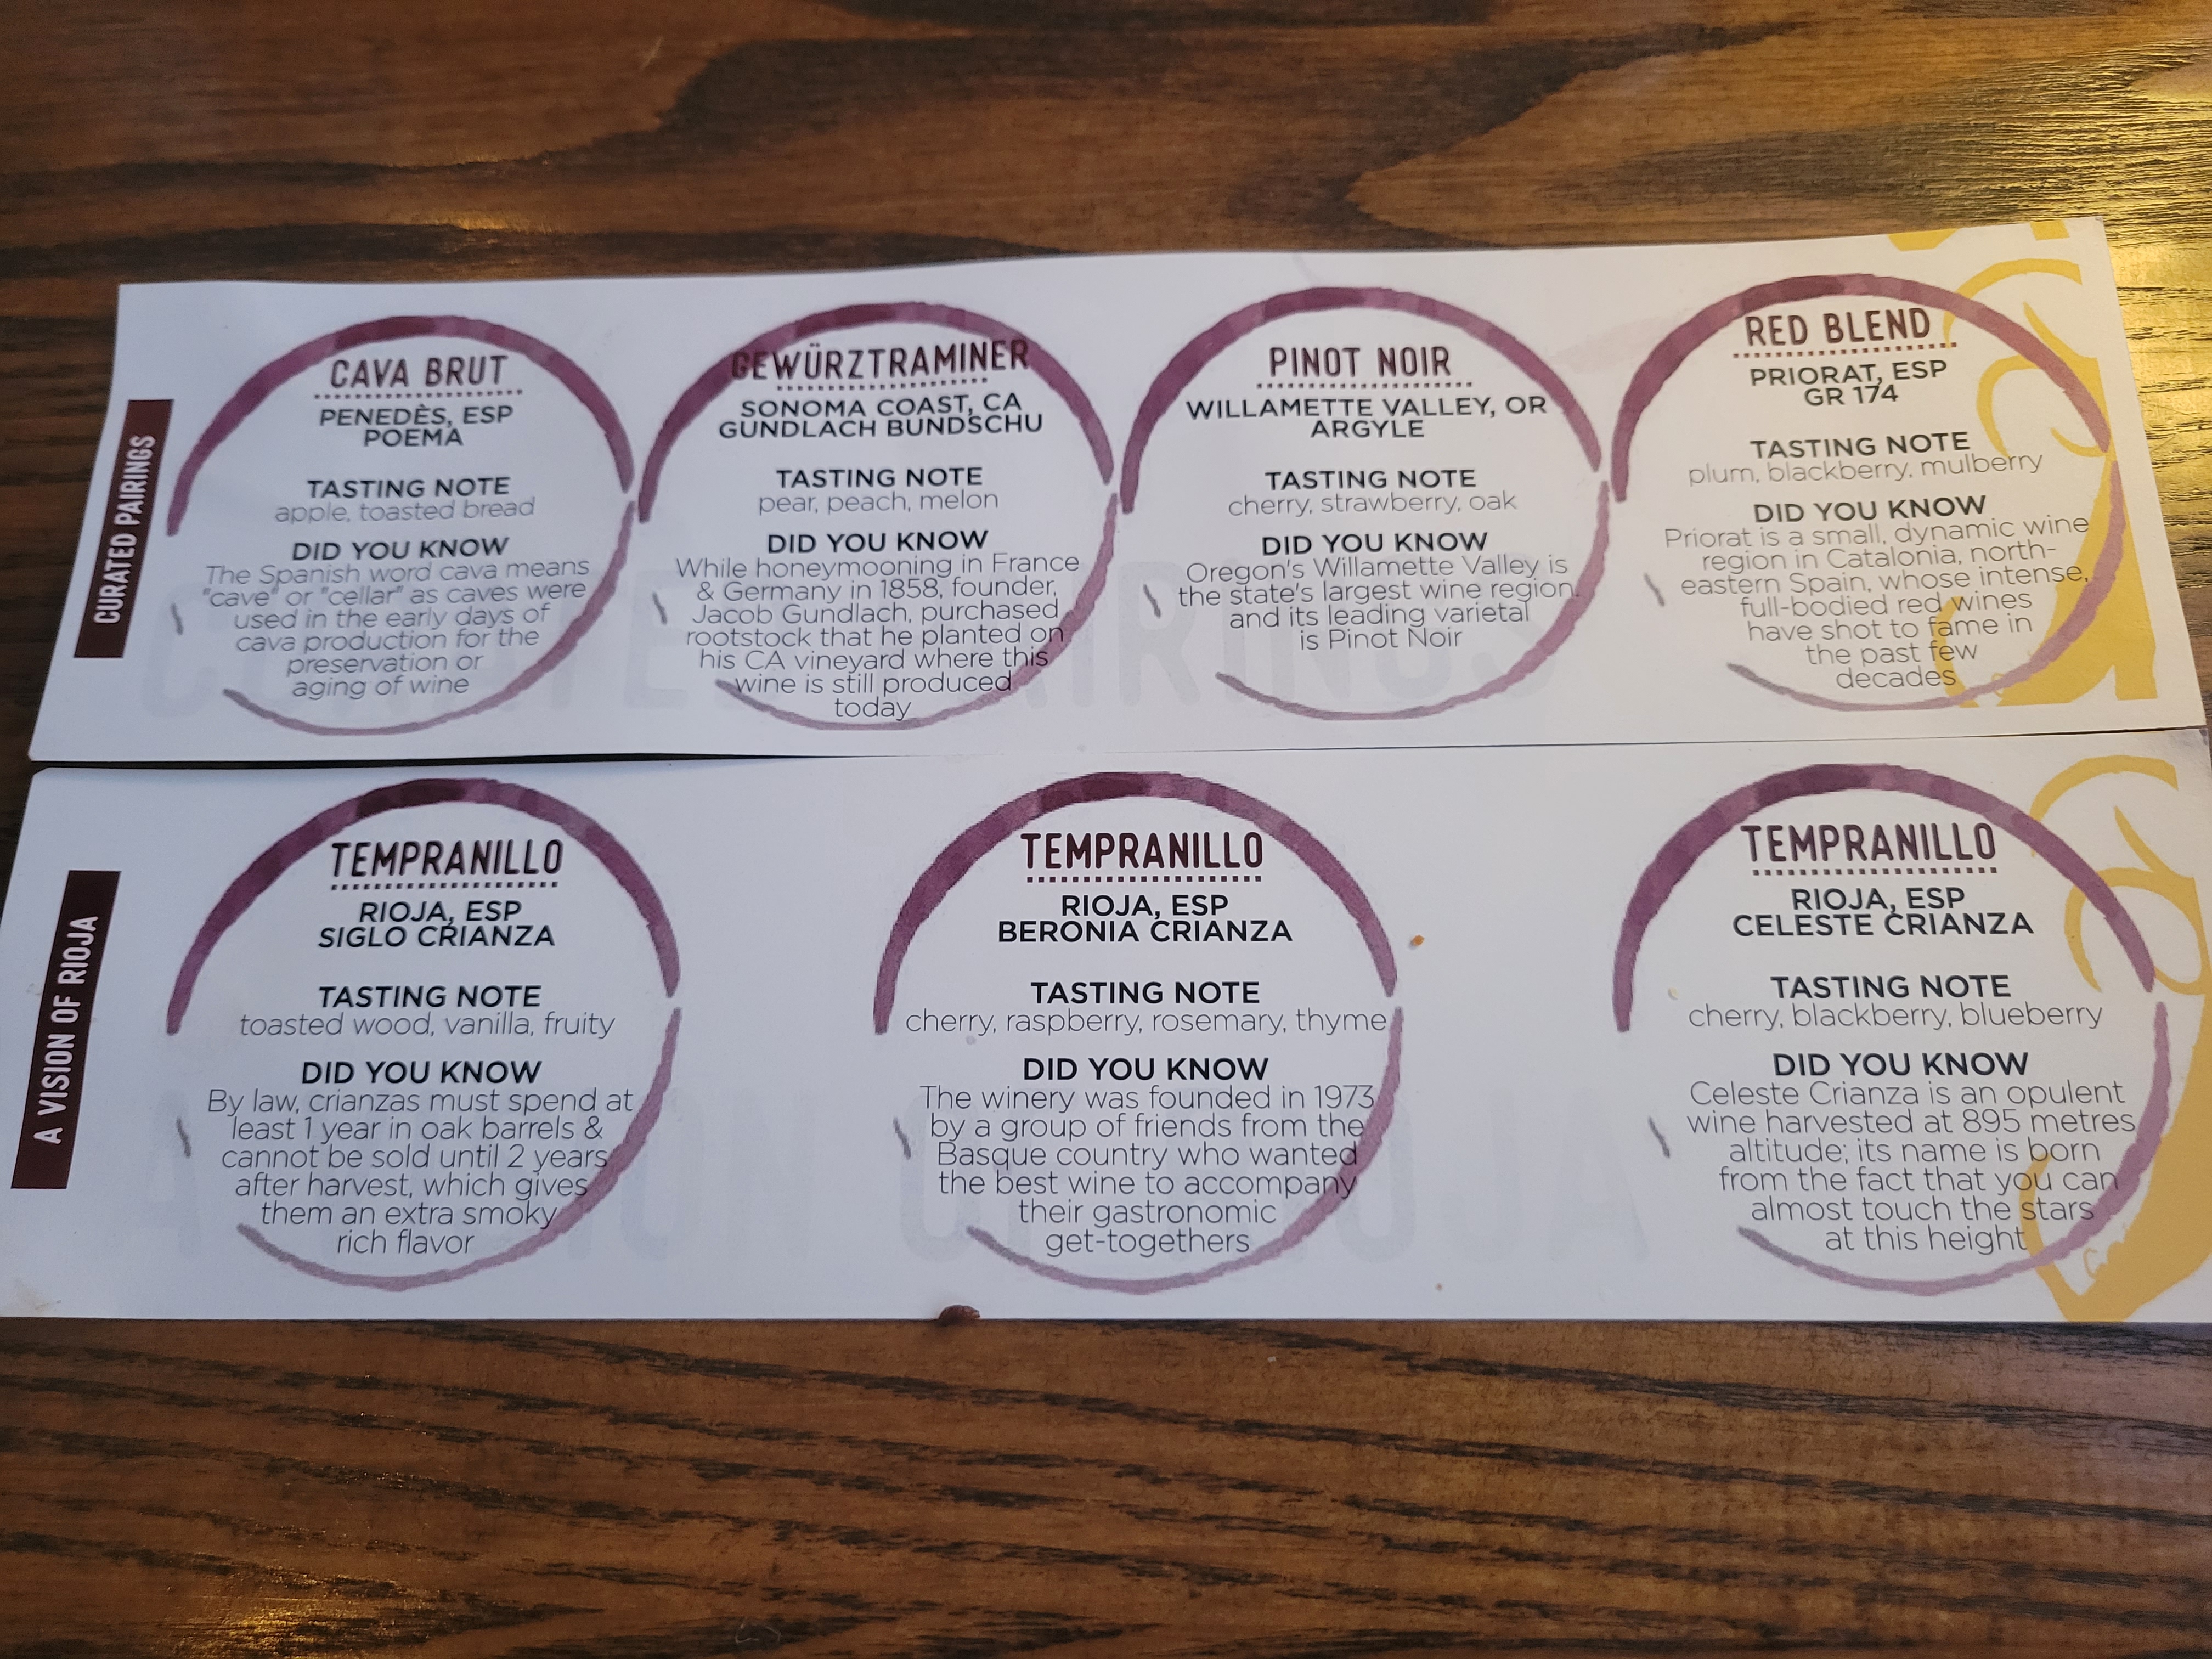 CURATED PAIRINGS
CAVA BRUT
PENEDÈS, ESP
POEMA
TASTING NOTE
apple, toasted bread
DID YOU KNOW
The Spanish word cava means
"cave" or "cellar" as caves were
used in the early days of
cava production for the
preservation or
aging of wine
GEWÜRZTRAMINER
SONOMA COAST, CA
GUNDLACH BUNDSCHU
TASTING NOTE
pear, peach, melon
DID YOU KNOW
While honeymooning in France
& Germany in 1858, founder,
Jacob Gundlach, purchased
rootstock that he planted on
his CA vineyard where this
wine is still produced
today
PINOT NOIR
WILLAMETTE VALLEY, OR
ARGYLE
TASTING NOTE
cherry, strawberry, oak
DID YOU KNOW
Oregon's Willamette Valley is
the state's largest wine region
and its leading varietal
is Pinot Noir
RED BLEND
PRIORAT, ESP
GR 174
TASTING NOTE
plum, blackberry, mulberry
DID YOU KNOW
Priorat is a small, dynamic wine
region in Catalonia, north-
eastern Spain, whose intense,
full-bodied red wines
have shot to fame in
the past few
decades
A VISION OF RIOJA
TEMPRANILLO
RIOJA, ESP
SIGLO CRIANZA
TASTING NOTE
toasted wood, vanilla, fruity
DID YOU KNOW
By law, crianzas must spend at
least 1 year in oak barrels &
cannot be sold until 2 years
after harvest, which gives
them an extra smoky
rich flavor
TEMPRANILLO
RIOJA, ESP
BERONIA CRIANZA
TASTING NOTE
cherry, raspberry, rosemary, thyme
DID YOU KNOW
The winery was founded in 1973
by a group of friends from the
Basque country who wanted
the best wine to accompany
their gastronomic
get-togethers
TEMPRANILLO
RIOJA, ESP
CELESTE CRIANZA
TASTING NOTE
cherry, blackberry, blueberry
DID YOU KNOW
Celeste Crianza is an opulent
wine harvested at 895 metres
altitude; its name is born
from the fact that you can
almost touch the stars
at this height